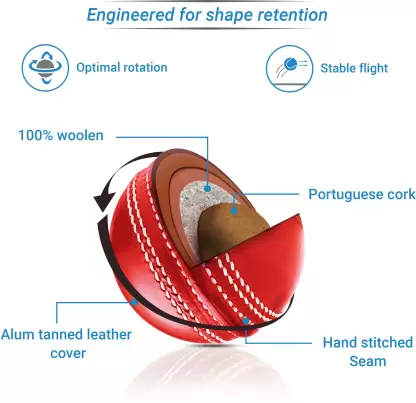 Engineered for shape retention
Optimal rotation
Stable flight
100% woolen
Portuguese cork
Alum tanned leather
cover
Hand stitched
Seam